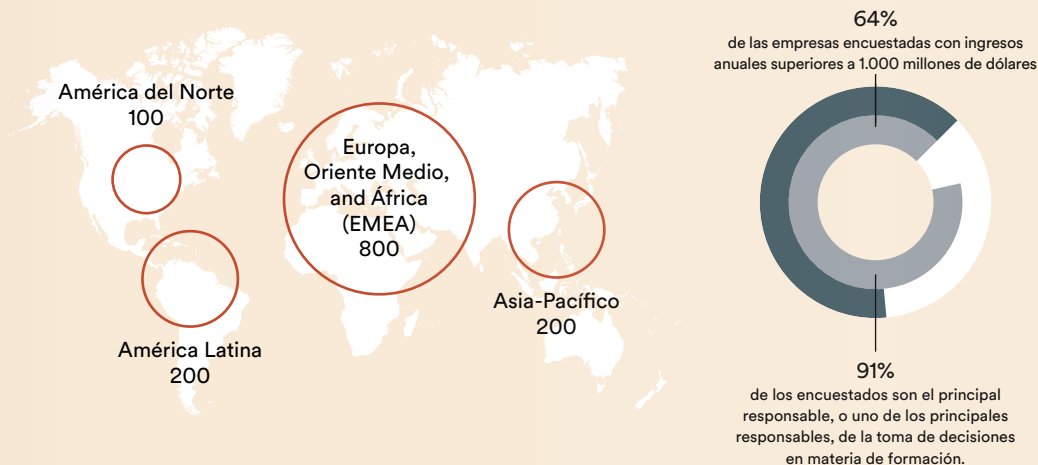 América del Norte
100
Europa,
Oriente Medio,
and África
(EMEA)
800
Asia-Pacífico
200
América Latina
200
64%
de las empresas encuestadas con ingresos
anuales superiores a 1.000 millones de dólares
91%
de los encuestados son el principal
responsable, o uno de los principales
responsables, de la toma de decisiones
en materia de formación.